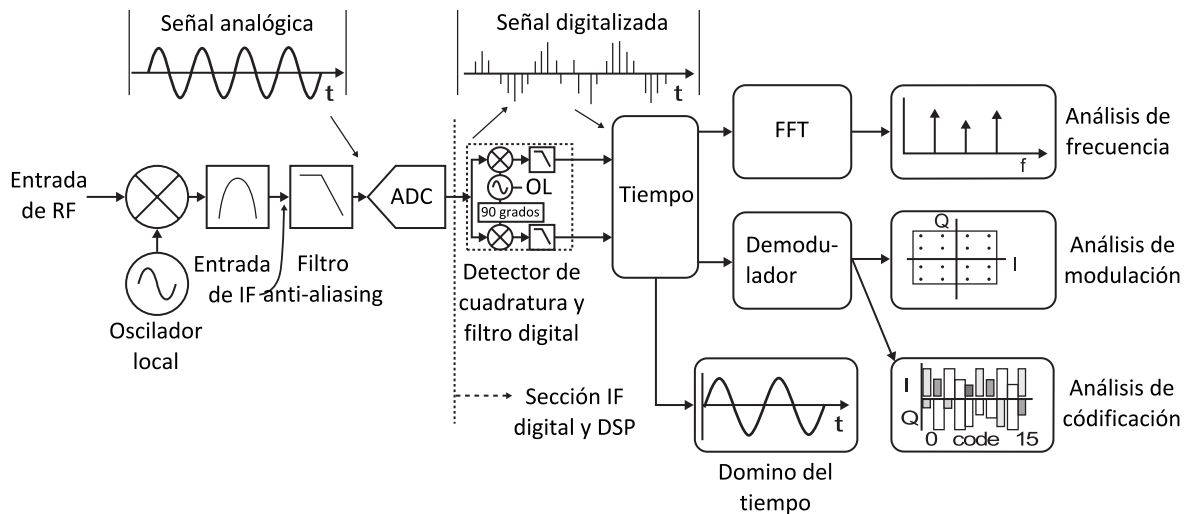 Señal analógica
t
Señal digitalizada
t
Entrada
de RF
Oscilador
local
Entrada
de IF
Filtro
anti-aliasing
ADC
OL
90 grados
Detector de
cuadratura y
filtro digital
Sección IF
digital y DSP
Tiempo
FFT
f
Análisis de
frecuencia
Demodu-
lador
Q
I
Análisis de
modulación
t
Domino del
tiempo
I
Q
0 code 15
Análisis de
códificación